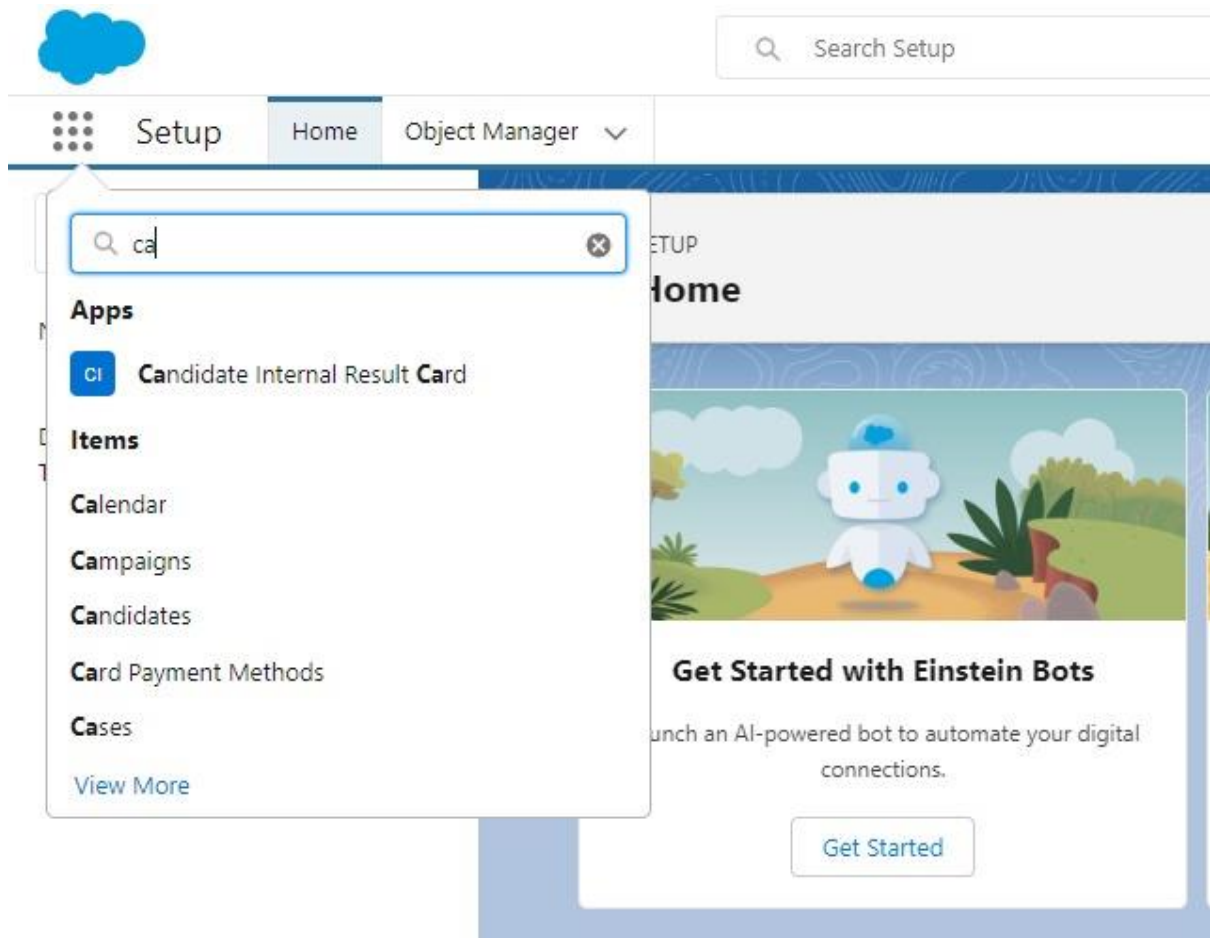 Search Setup
Setup Home Object Manager
ca
Apps
CI Candidate Internal Result Card
Items
Calendar
Campaigns
Candidates
Card Payment Methods
Cases
View More
ETUP
Home
Get Started with Einstein Bots
unch an AI-powered bot to automate your digital
connections.
Get Started